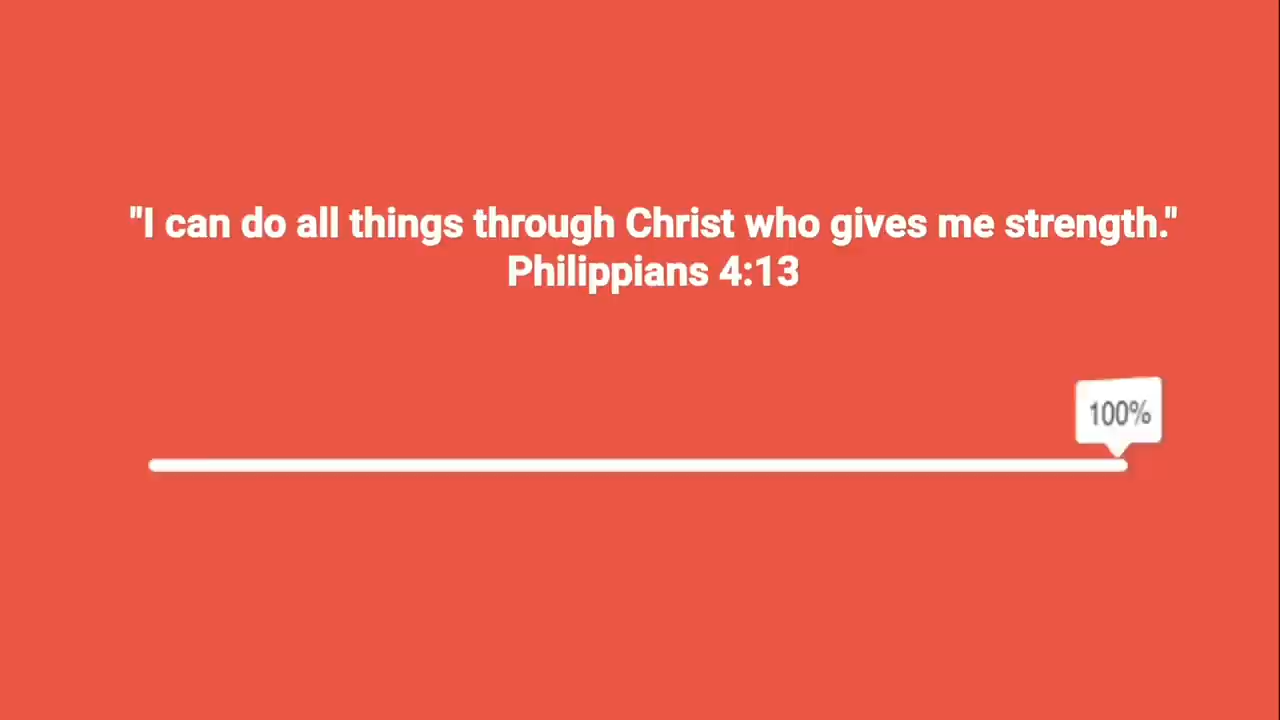 "I can do all things through Christ who gives me strength."
Philippians 4:13
100%